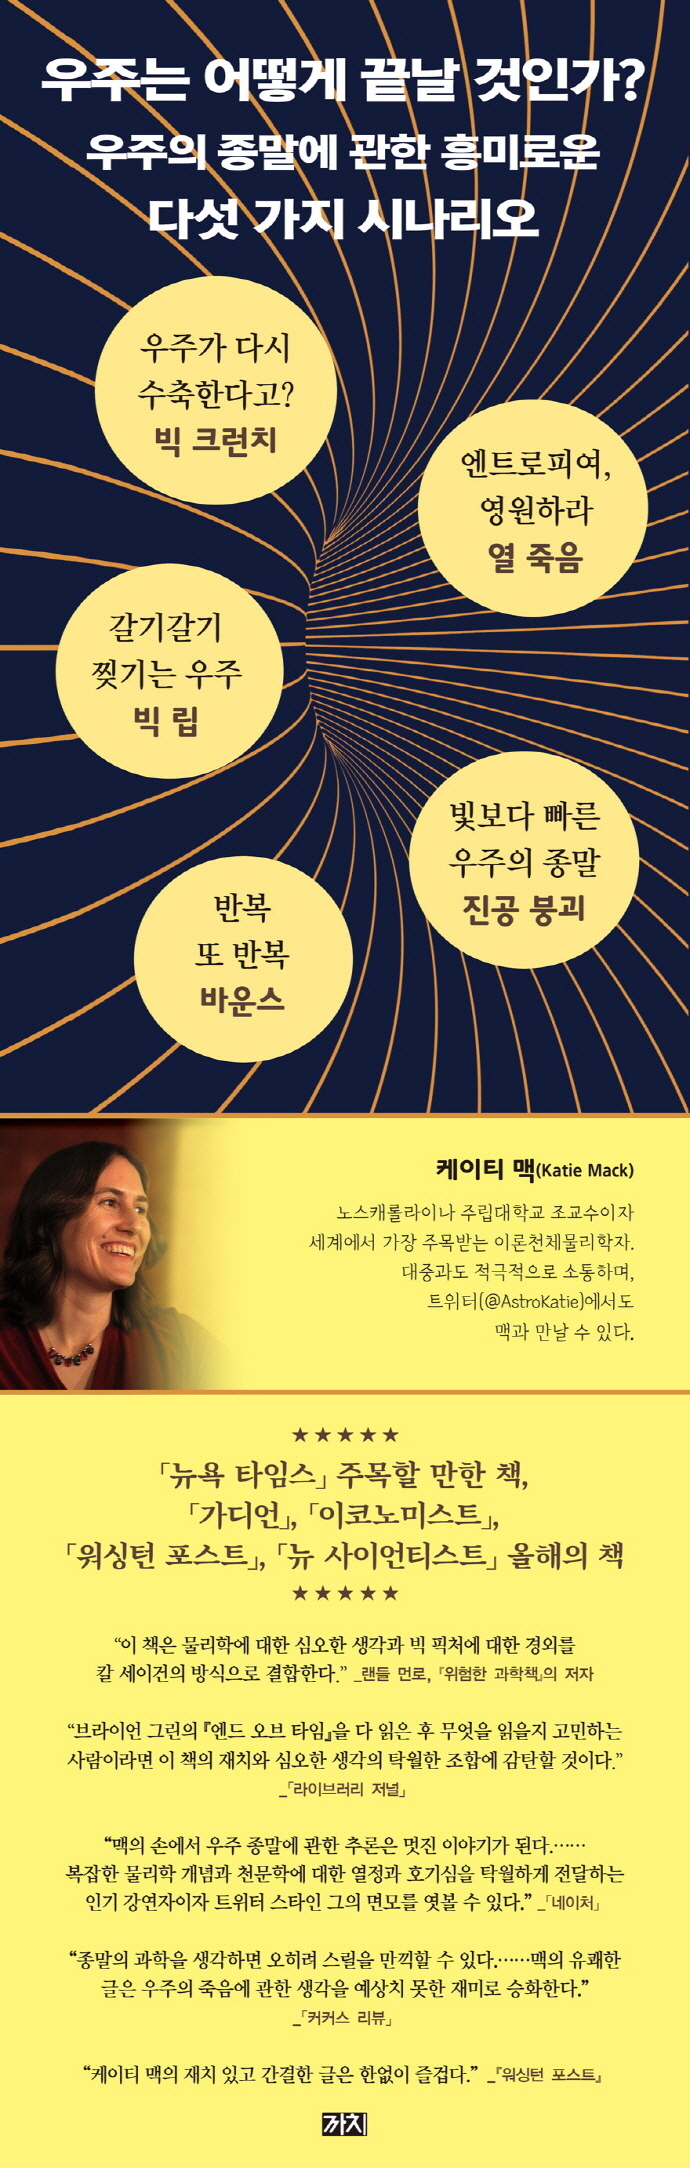 우주는 어떻게 끝날 것인가?
우주의 종말에 관한 흥미로운
다섯 가지 시나리오
우주가 다시
수축한다고?
빅 크런치
엔트로피여,
영원하라
열 죽음
갈기갈기
찢기는 우주
빅 립
빛보다 빠른
우주의 종말
진공 붕괴
반복
또 반복
바운스
케이티 맥(Katie Mack)
노스캐롤라이나 주립대학교 조교수이자
세계에서 가장 주목받는 이론천체물리학자.
대중과도 적극적으로 소통하며,
트위터(@AstroKatie)에서도
맥과 만날 수 있다.
★★★★★
「뉴욕 타임스」 주목할 만한 책,
「가디언」, 「이코노미스트」,
「워싱턴 포스트」, 「뉴 사이언티스트」 올해의 책
★★★★★
“이 책은 물리학에 대한 심오한 생각과 빅 픽처에 대한 경외를
칼 세이건의 방식으로 결합한다.” _랜들 먼로, 『위험한 과학책』의 저자
“브라이언 그린의 『엔드 오브 타임』을 다 읽은 후 무엇을 읽을지 고민하는
사람이라면 이 책의 재치와 심오한 생각의 탁월한 조합에 감탄할 것이다.”
_「라이브러리 저널」
“맥의 손에서 우주 종말에 관한 추론은 멋진 이야기가 된다.……
복잡한 물리학 개념과 천문학에 대한 열정과 호기심을 탁월하게 전달하는
인기 강연자이자 트위터 스타인 그의 면모를 엿볼 수 있다.” _「네이처」
“종말의 과학을 생각하면 오히려 스릴을 만끽할 수 있다.……맥의 유쾌한
글은 우주의 죽음에 관한 생각을 예상치 못한 재미로 승화한다.”
_「커커스 리뷰」
“케이티 맥의 재치 있고 간결한 글은 한없이 즐겁다.” _『워싱턴 포스트』
까치